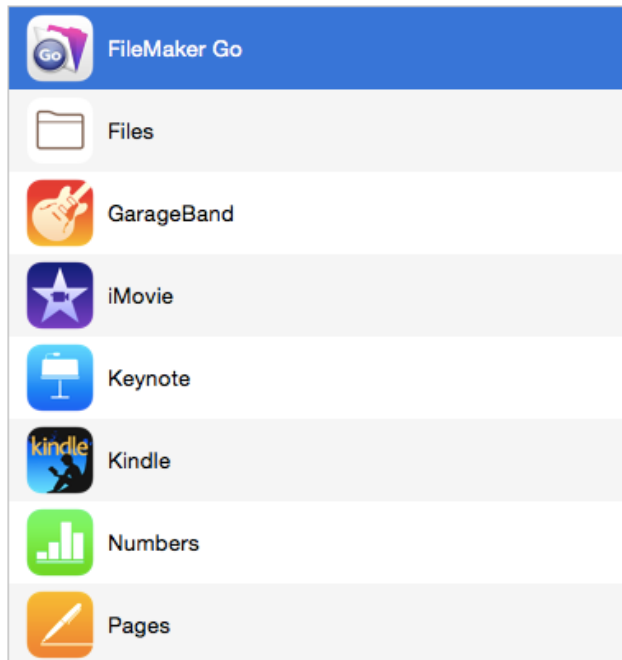 Go
FileMaker Go
Files
GarageBand
iMovie
Keynote
kindle
Kindle
Numbers
Pages